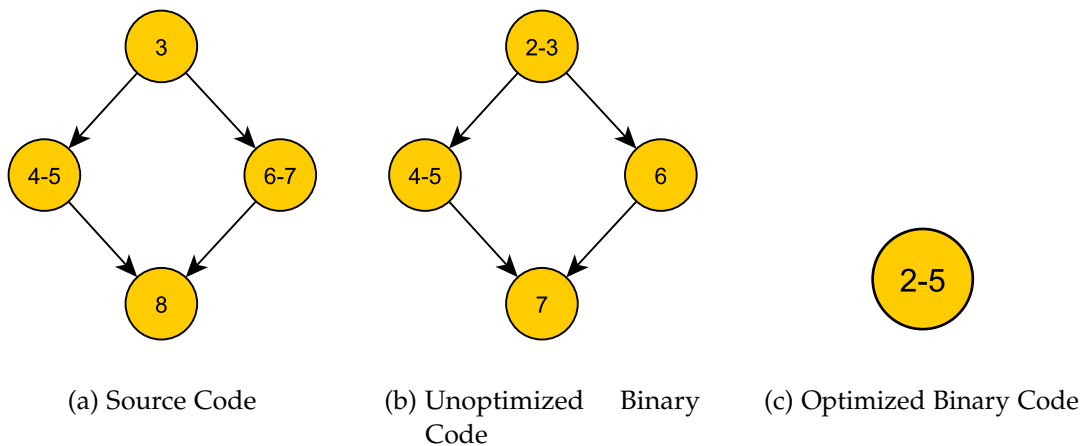 3
2-3
4-5
6-7
4-5
6
8
7
2-5
(a) Source Code
(b) Unoptimized Binary
Code
(c) Optimized Binary Code